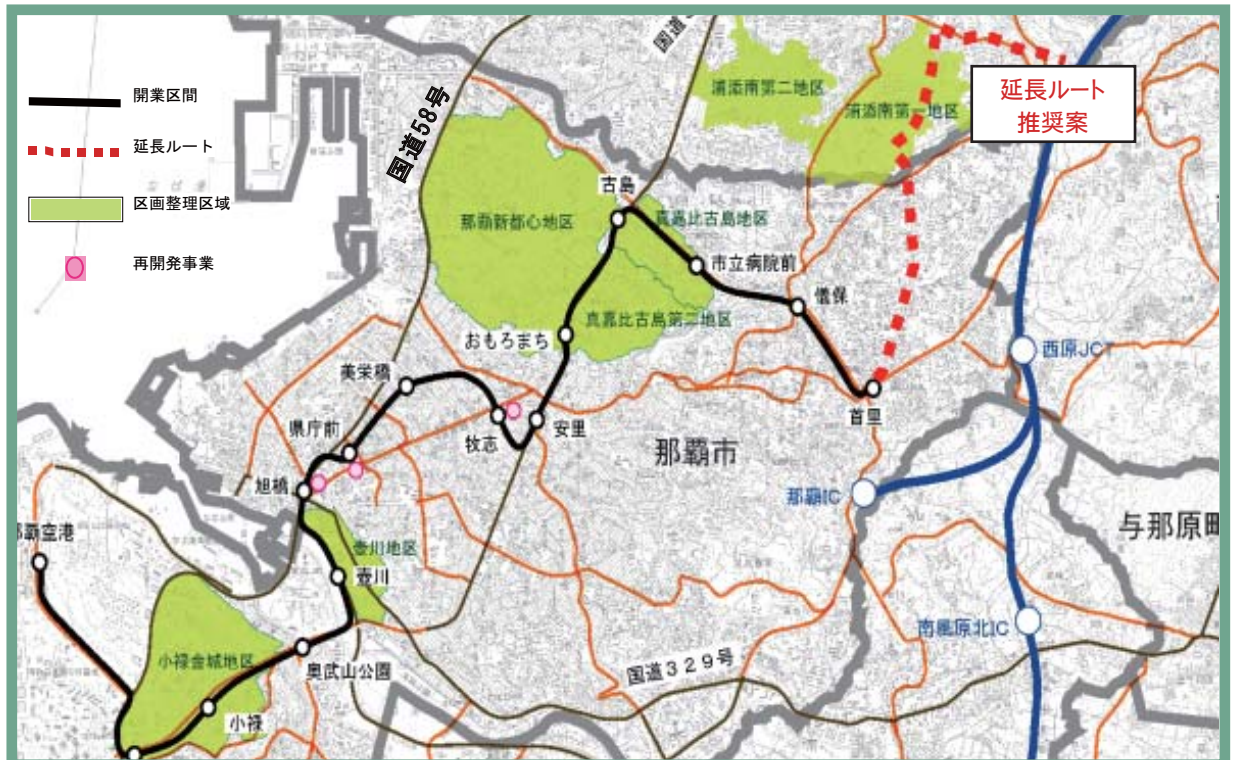 開業区間
延長ルート
区画整理区域
再開発事業
国道58号
浦添南第二地区
浦添南第一地区
延長ルート
推奨案
古島
那覇新都心地区
真嘉比古島地区
市立病院前
儀保
真嘉比古島第二地区
おもろまち
西原JCT
美栄橋
首里
県庁前
牧志
安里
那覇市
旭橋
那覇IC
与那原町
那覇空港
壺川地区
壺川
南風原北IC
小禄金城地区
奥武山公園
国道329号
小禄